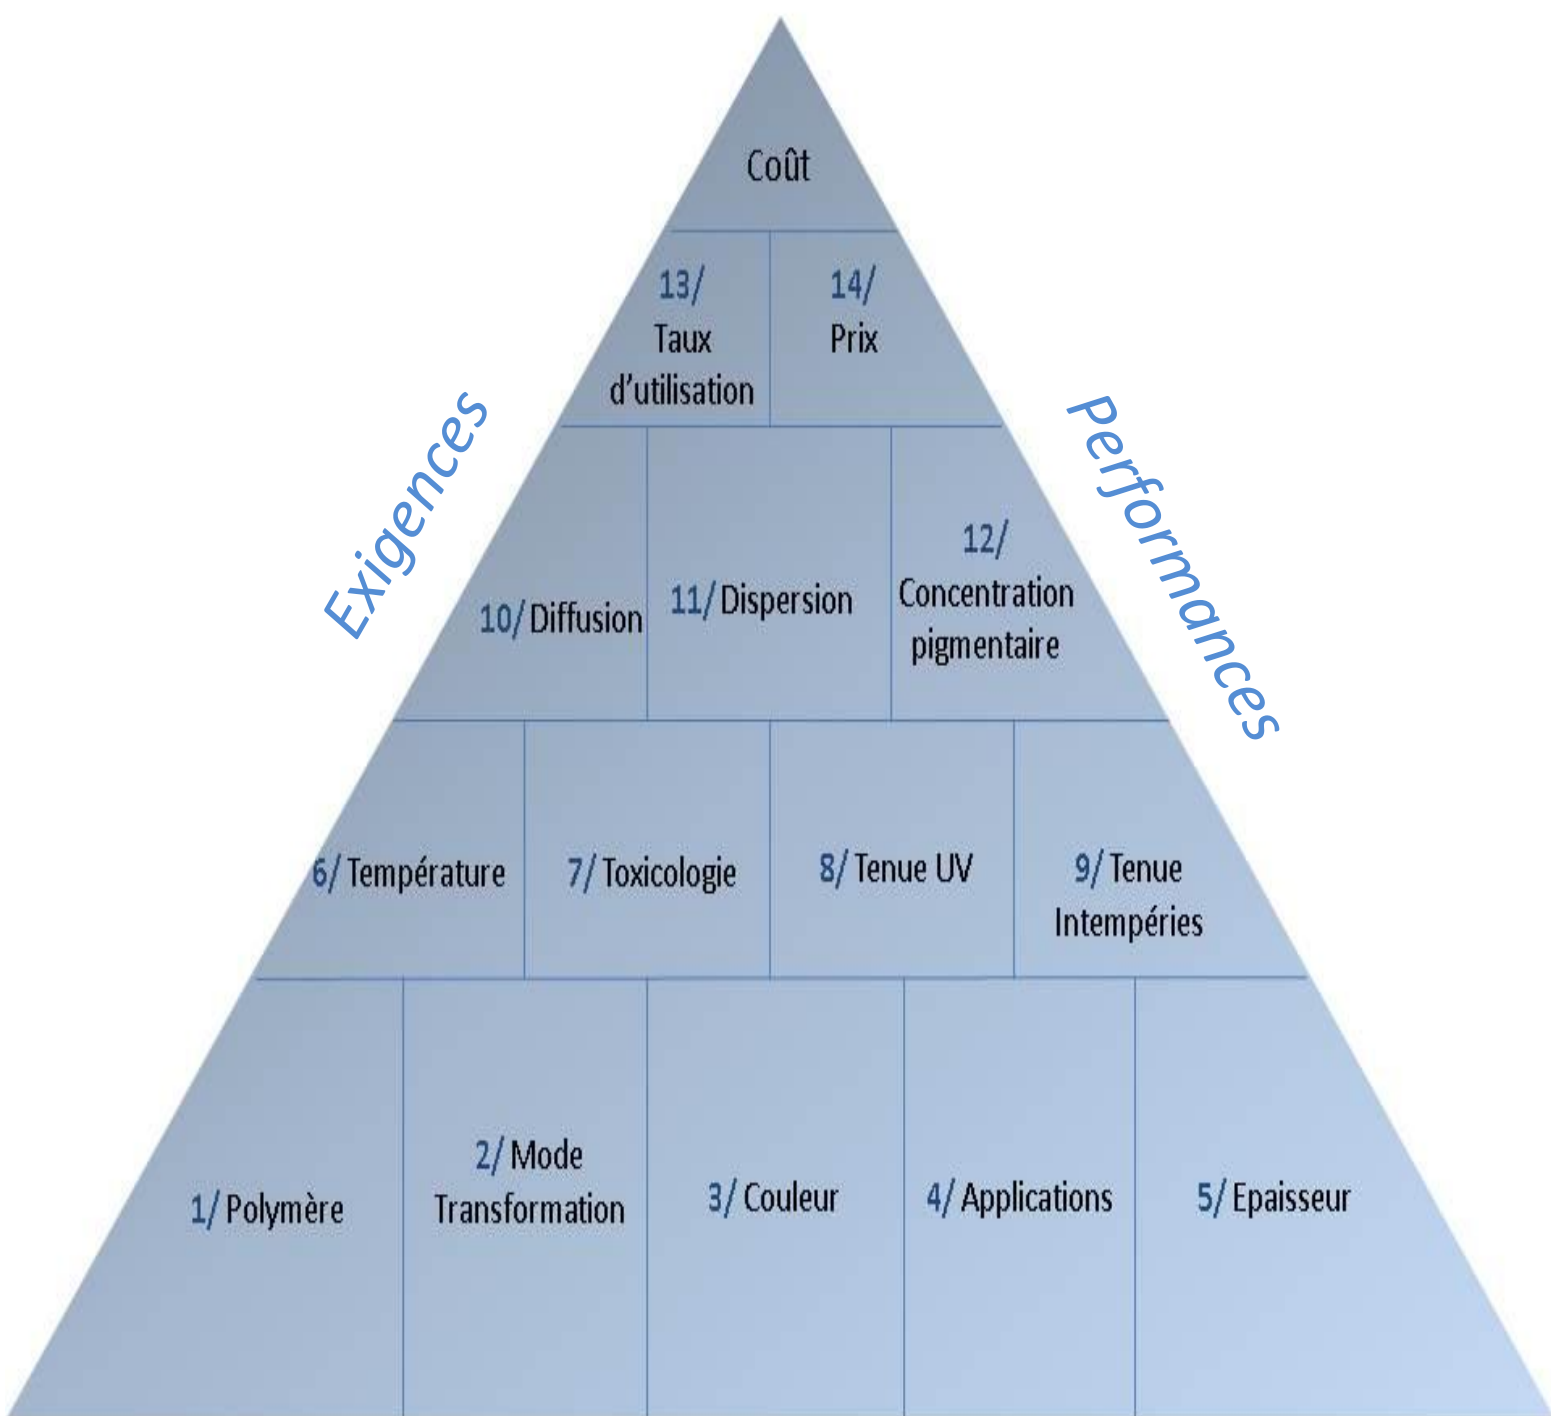 Coût
13/
Taux
d'utilisation
14/
Prix
Exigences
Performances
10/ Diffusion
11/ Dispersion
12/
Concentration
pigmentaire
6/ Température
7/ Toxicologie
8/ Tenue UV
9/ Tenue
Intempéries
1/ Polymère
2/ Mode
Transformation
3/ Couleur
4/ Applications
5/ Epaisseur